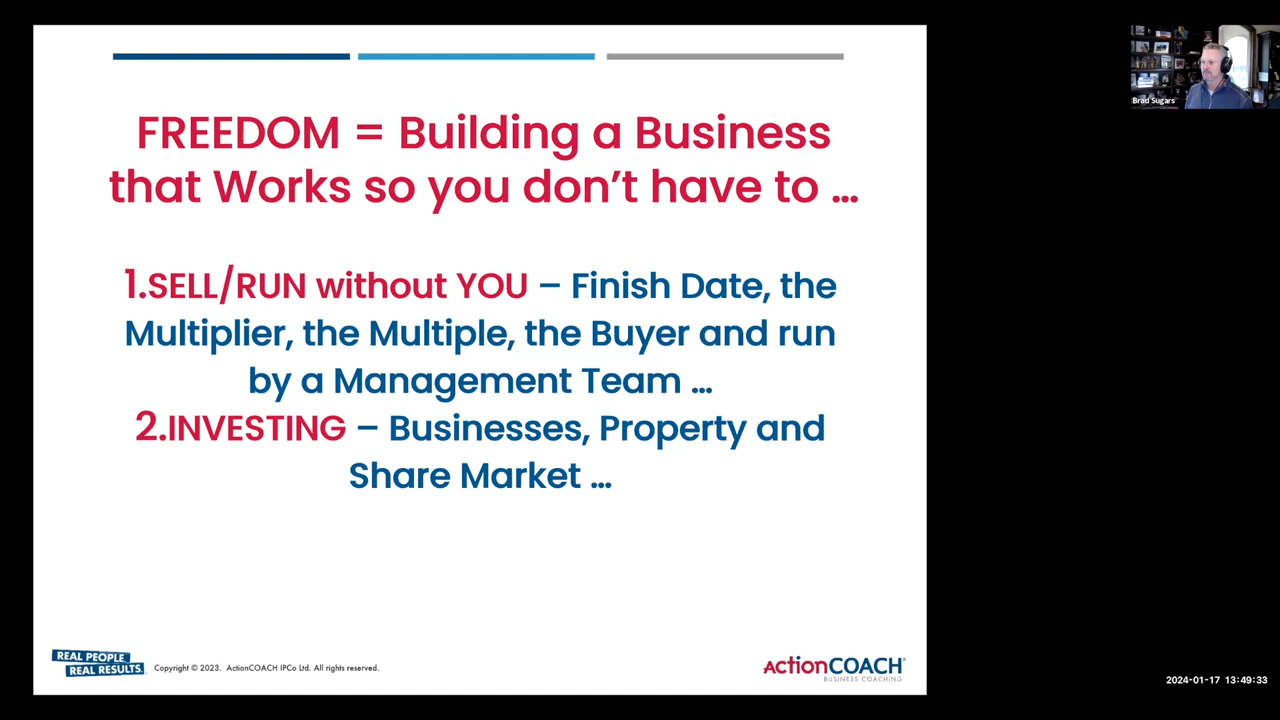 FREEDOM = Building a Business
that Works so you don’t have to …
1.SELL/RUN without YOU – Finish Date, the
Multiplier, the Multiple, the Buyer and run
by a Management Team …
2.INVESTING – Businesses, Property and
Share Market …
REAL PEOPLE.
REAL RESULTS.
Copyright © 2023. ActionCOACH IPCo Ltd. All rights reserved.
ActionCOACH®
BUSINESS COACHING
Brad Sugars
2024-01-17 13:49:33